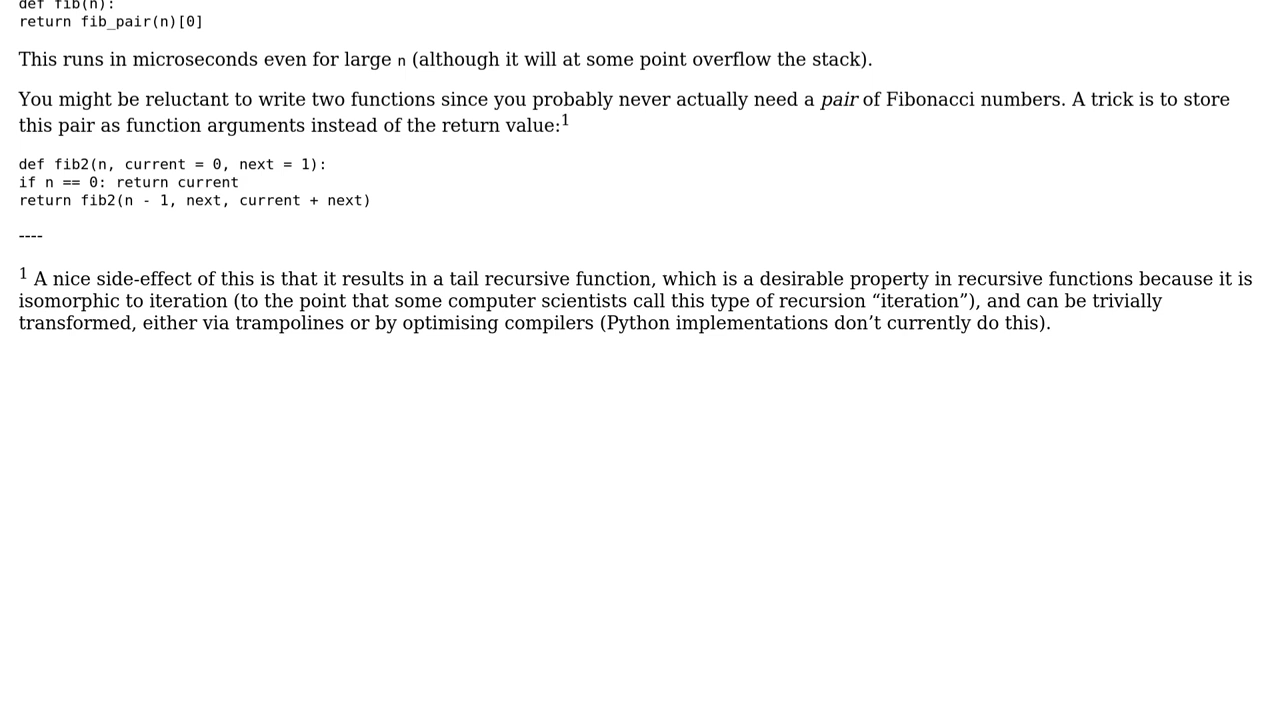 def fib(n):
return fib_pair(n)[0]
This runs in microseconds even for large n (although it will at some point overflow the stack).
You might be reluctant to write two functions since you probably never actually need a pair of Fibonacci numbers. A trick is to store
this pair as function arguments instead of the return value:1
def fib2(n, current = 0, next = 1):
if n == 0: return current
return fib2(n - 1, next, current + next)
----
1 A nice side-effect of this is that it results in a tail recursive function, which is a desirable property in recursive functions because it is
isomorphic to iteration (to the point that some computer scientists call this type of recursion “iteration”), and can be trivially
transformed, either via trampolines or by optimising compilers (Python implementations don’t currently do this).